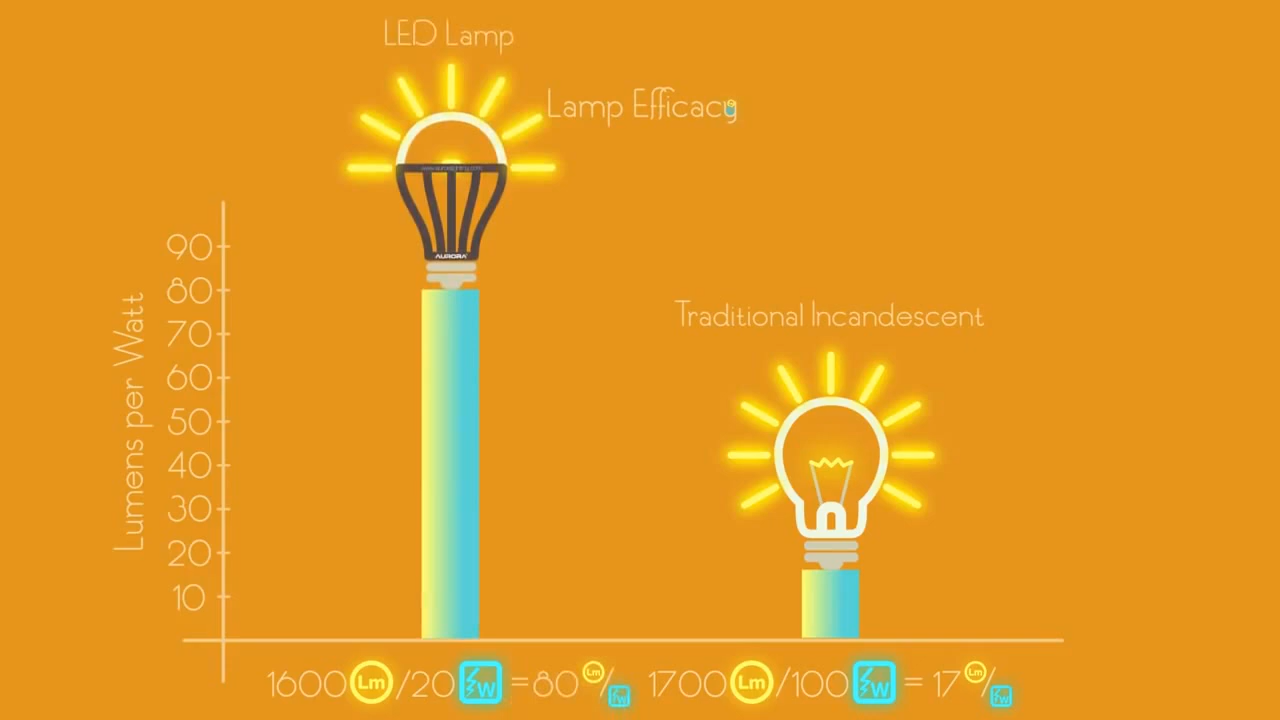 LED Lamp
Lamp Efficacy
AURORA
90
80
70
60
50
40
30
20
10
Lumens per Watt
Traditional Incandescent
1600 Lm /20 W =80 Lm / W
1700 Lm /100 W = 17 Lm / W